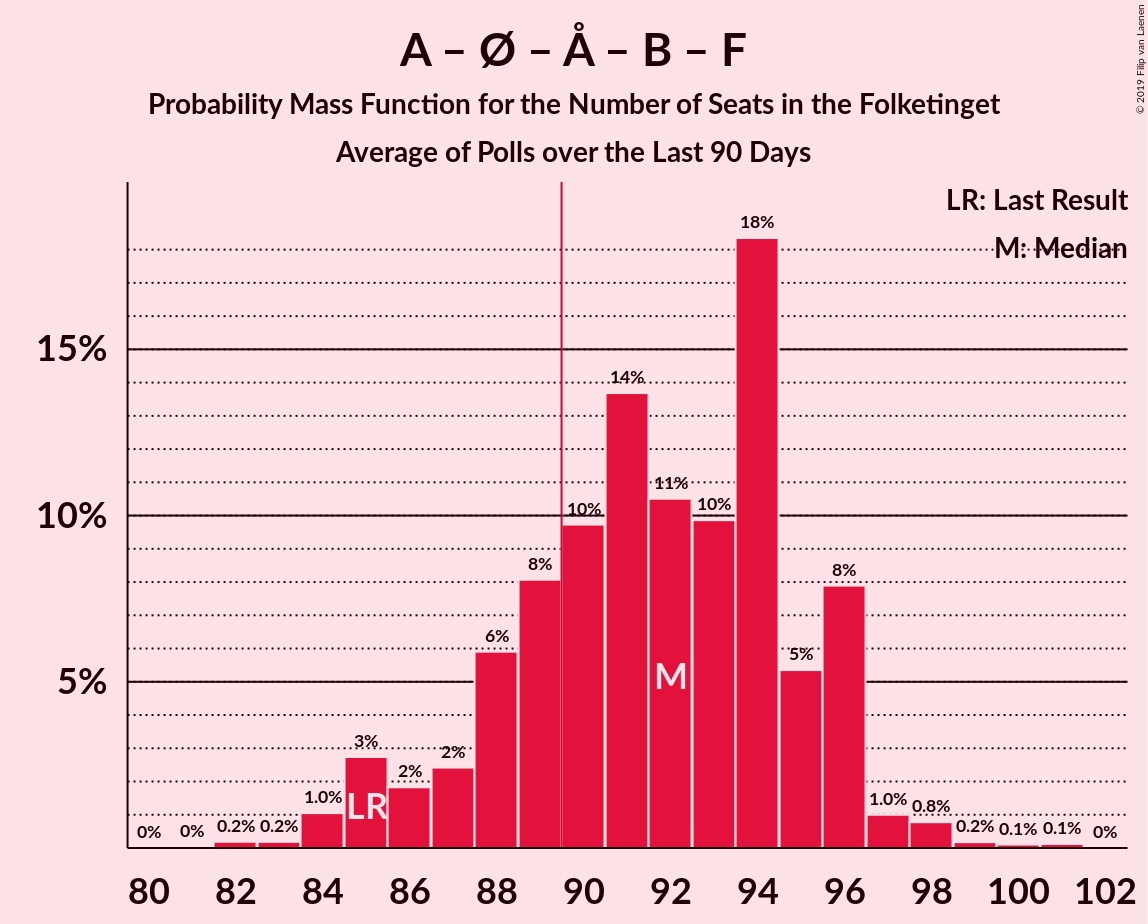 A – Ø – Å – B – F
Probability Mass Function for the Number of Seats in the Folketinget
Average of Polls over the Last 90 Days
© 2019 Filip van Laenen
LR: Last Result
M: Median
15%
10%
5%
0%
0%
0.2%
0.2%
1.0%
3%
2%
2%
6%
8%
10%
14%
11%
10%
18%
5%
8%
1.0%
0.8%
0.2%
0.1%
0.1%
0%
LR
M
80 82 84 86 88 90 92 94 96 98 100 102